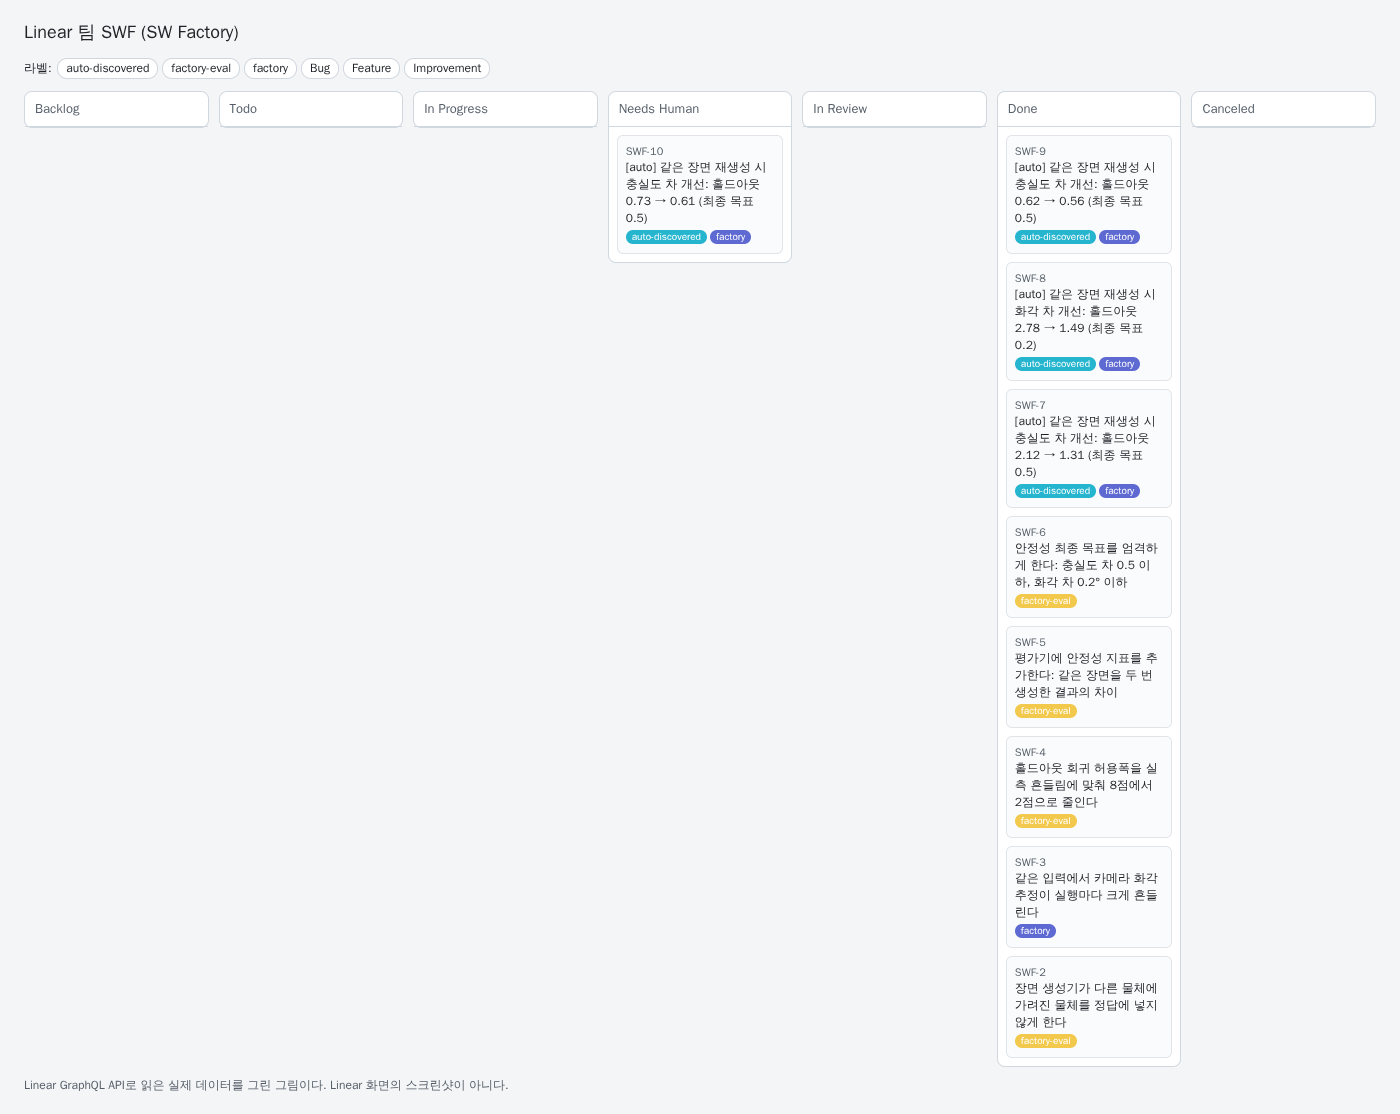 Linear 팀 SWF (SW Factory)
라벨: auto-discovered factory-eval factory Bug Feature Improvement
Backlog
Todo
In Progress
Needs Human
SWF-10
[auto] 같은 장면 재생성 시
충실도 차 개선: 홀드아웃
0.73 → 0.61 (최종 목표
0.5)
auto-discovered factory
In Review
Done
SWF-9
[auto] 같은 장면 재생성 시
충실도 차 개선: 홀드아웃
0.62 → 0.56 (최종 목표
0.5)
auto-discovered factory
SWF-8
[auto] 같은 장면 재생성 시
화각 차 개선: 홀드아웃
2.78 → 1.49 (최종 목표
0.2)
auto-discovered factory
SWF-7
[auto] 같은 장면 재생성 시
충실도 차 개선: 홀드아웃
2.12 → 1.31 (최종 목표
0.5)
auto-discovered factory
SWF-6
안정성 최종 목표를 엄격하
게 한다: 충실도 차 0.5 이
하, 화각 차 0.2° 이하
factory-eval
SWF-5
평가기에 안정성 지표를 추
가한다: 같은 장면을 두 번
생성한 결과의 차이
factory-eval
SWF-4
홀드아웃 회귀 허용폭을 실
측 흔들림에 맞춰 8점에서
2점으로 줄인다
factory-eval
SWF-3
같은 입력에서 카메라 화각
추정이 실행마다 크게 흔들
린다
factory
SWF-2
장면 생성기가 다른 물체에
가려진 물체를 정답에 넣지
않게 한다
factory-eval
Canceled
Linear GraphQL API로 읽은 실제 데이터를 그린 그림이다. Linear 화면의 스크린샷이 아니다.